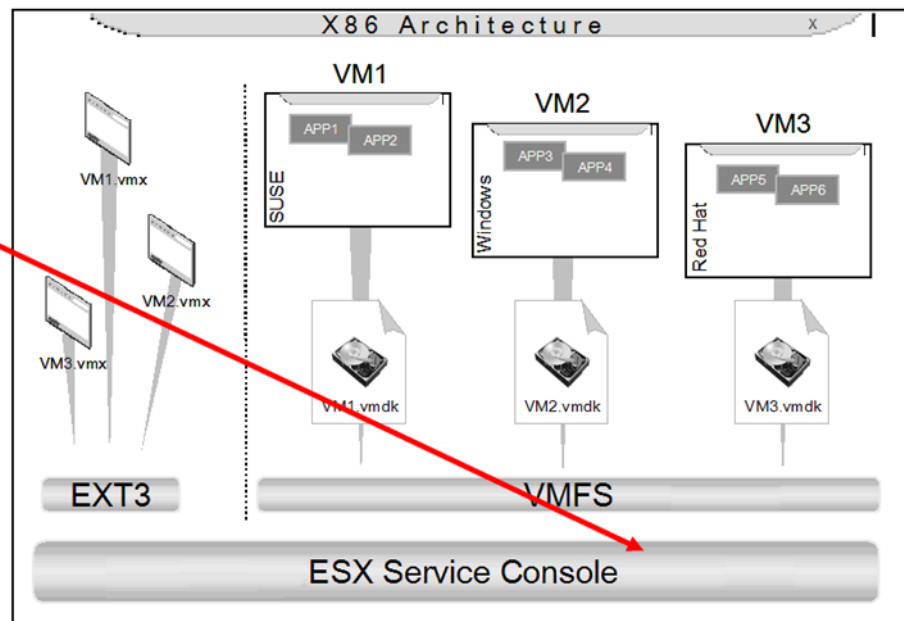 X86 Architecture
X
VM1
VM2
VM3
VM1.vmx
VM2.vmx
VM3.vmx
APP1
APP2
SUSE
APP3
APP4
Windows
APP5
APP6
Red Hat
VM1.vmdk
VM2.vmdk
VM3.vmdk
EXT3
VMFS
ESX Service Console